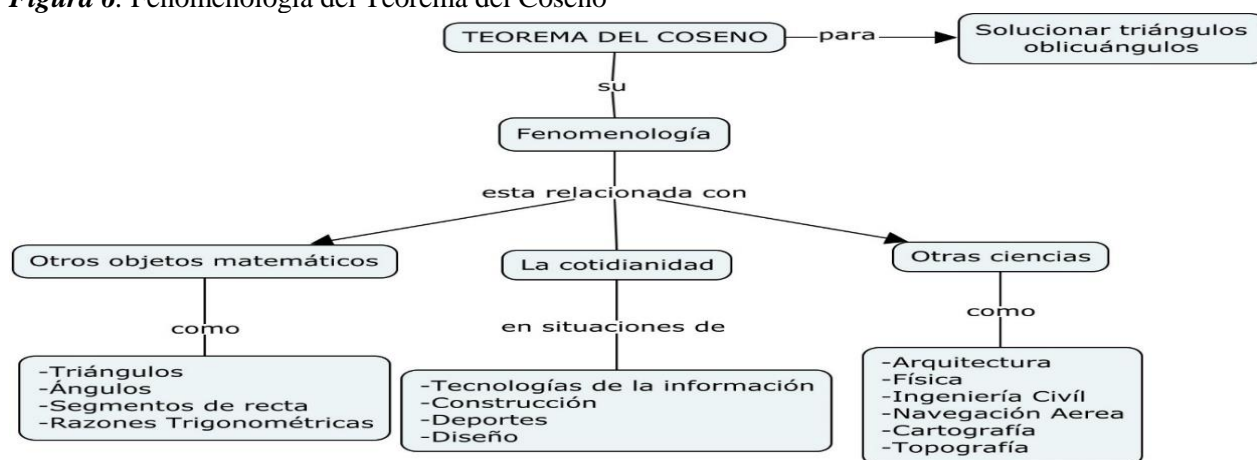 Figura 6. Fenomenología del Teorema del Coseno
TEOREMA DEL COSENO
para
Solucionar triángulos
oblicuángulos
su
Fenomenología
esta relacionada con
Otros objetos matemáticos
La cotidianidad
Otras ciencias
como
en situaciones de
como
-Triángulos
-Ángulos
-Segmentos de recta
-Razones Trigonométricas
-Tecnologías de la información
-Construcción
-Deportes
-Diseño
-Arquitectura
-Física
-Ingeniería Civíl
-Navegación Aerea
-Cartografía
-Topografía